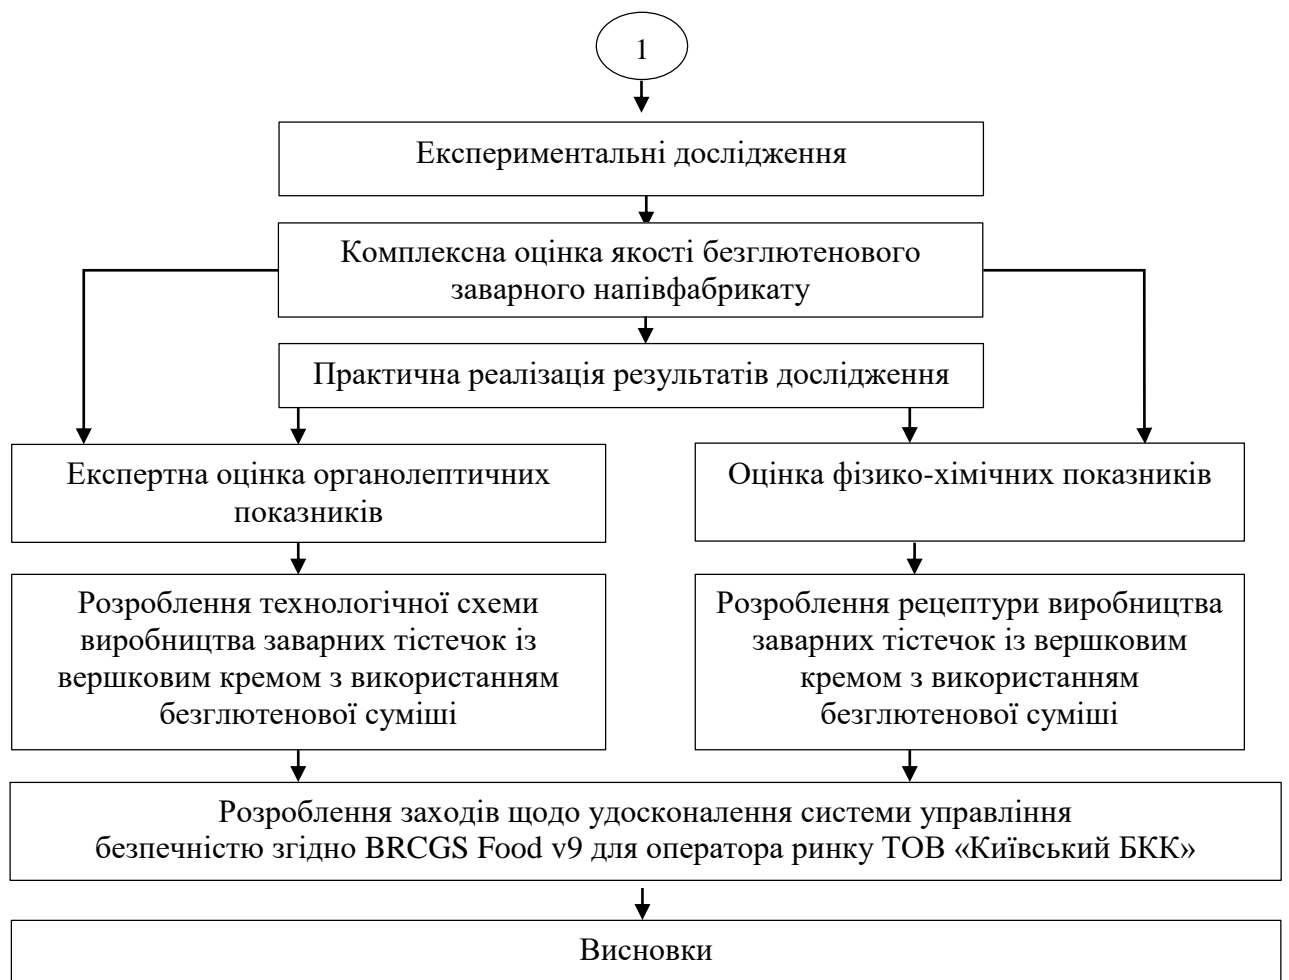 1
Експериментальні дослідження
Комплексна оцінка якості безглютенового
заварного напівфабрикату
Практична реалізація результатів дослідження
Експертна оцінка органолептичних
показників
Оцінка фізико-хімічних показників
Розроблення технологічної схеми
виробництва заварних тістечок із
вершковим кремом з використанням
безглютенової суміші
Розроблення рецептури виробництва
заварних тістечок із вершковим
кремом з використанням
безглютенової суміші
Розроблення заходів щодо удосконалення системи управління
безпечністю згідно BRCGS Food v9 для оператора ринку ТОВ «Київський БКК»
Висновки